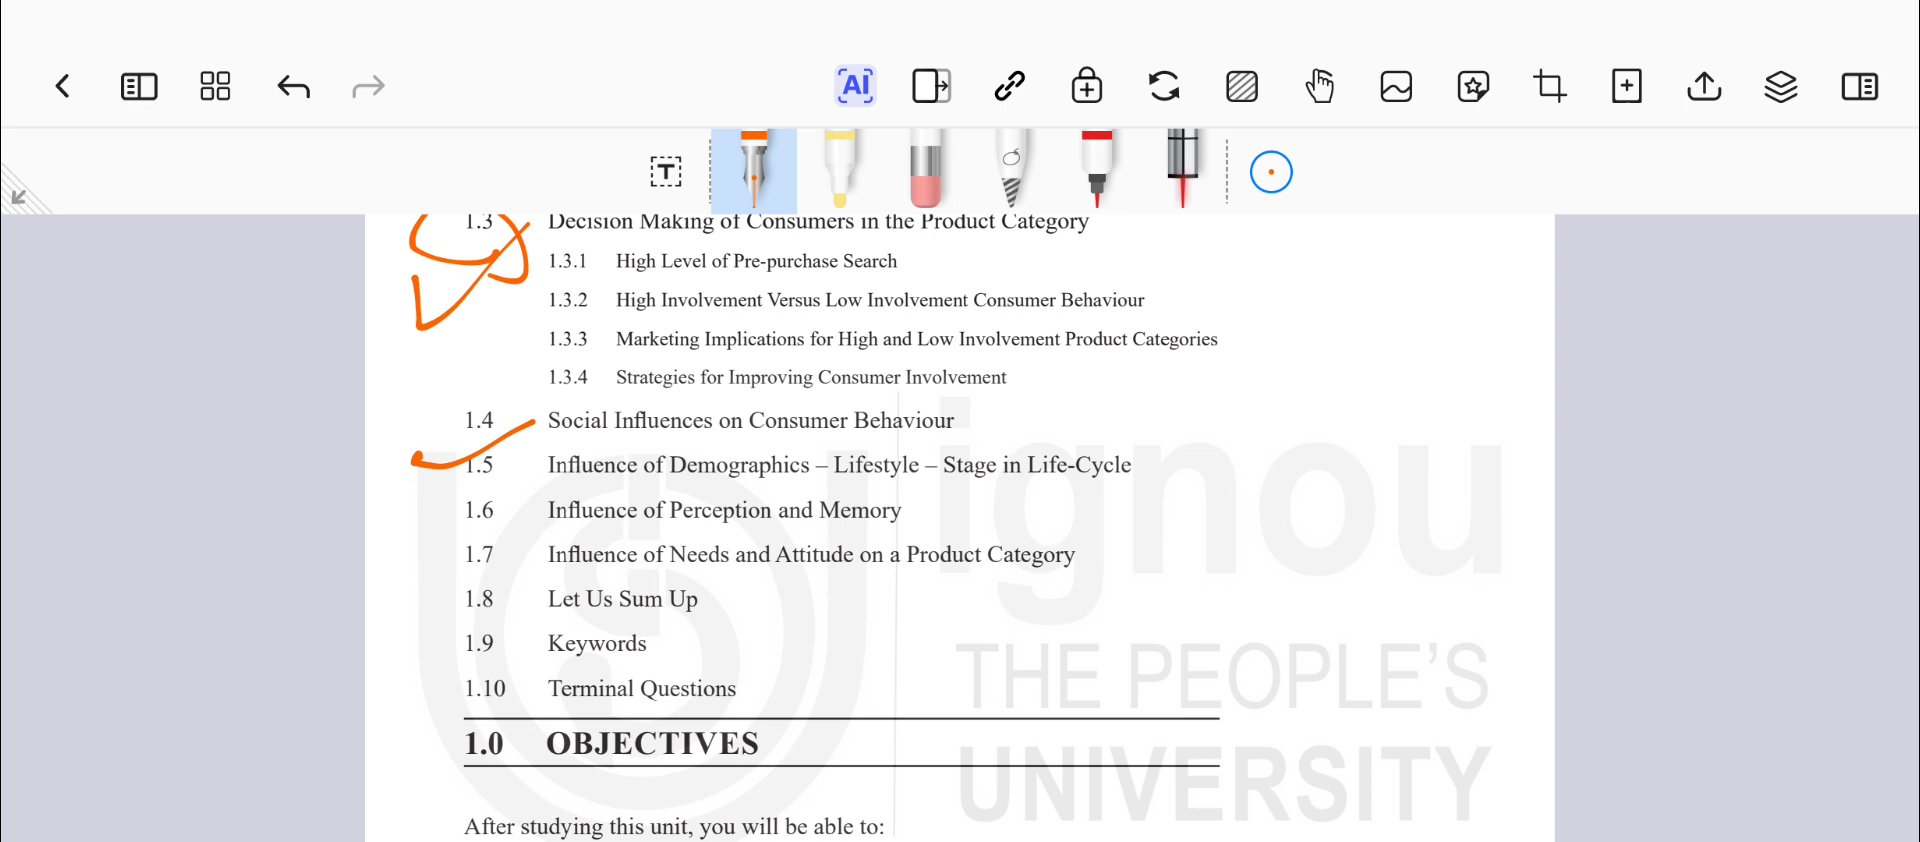 AI
T
1.3 Decision Making of Consumers in the Product Category
1.3.1 High Level of Pre-purchase Search
1.3.2 High Involvement Versus Low Involvement Consumer Behaviour
1.3.3 Marketing Implications for High and Low Involvement Product Categories
1.3.4 Strategies for Improving Consumer Involvement
1.4 Social Influences on Consumer Behaviour
1.5 Influence of Demographics – Lifestyle – Stage in Life-Cycle
1.6 Influence of Perception and Memory
1.7 Influence of Needs and Attitude on a Product Category
1.8 Let Us Sum Up
1.9 Keywords
1.10 Terminal Questions
1.0 OBJECTIVES
After studying this unit, you will be able to:
ignou
THE PEOPLE'S
UNIVERSITY